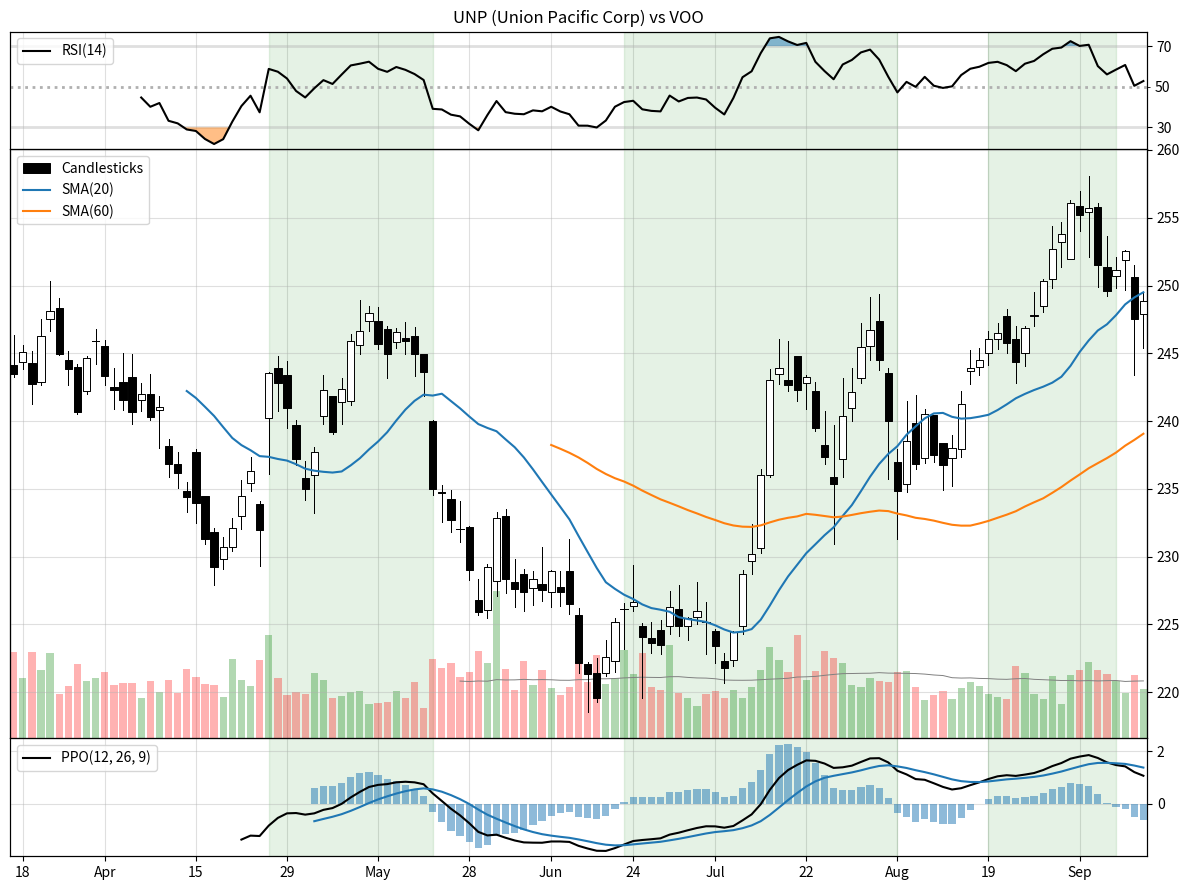 UNP (Union Pacific Corp) vs VOO
RSI(14)
70
50
30
Candlesticks
SMA(20)
SMA(60)
260
255
250
245
240
235
230
225
220
PPO(12, 26, 9)
2
0
18 Apr 15 29 May 28 Jun 24 Jul 22 Aug 19 Sep